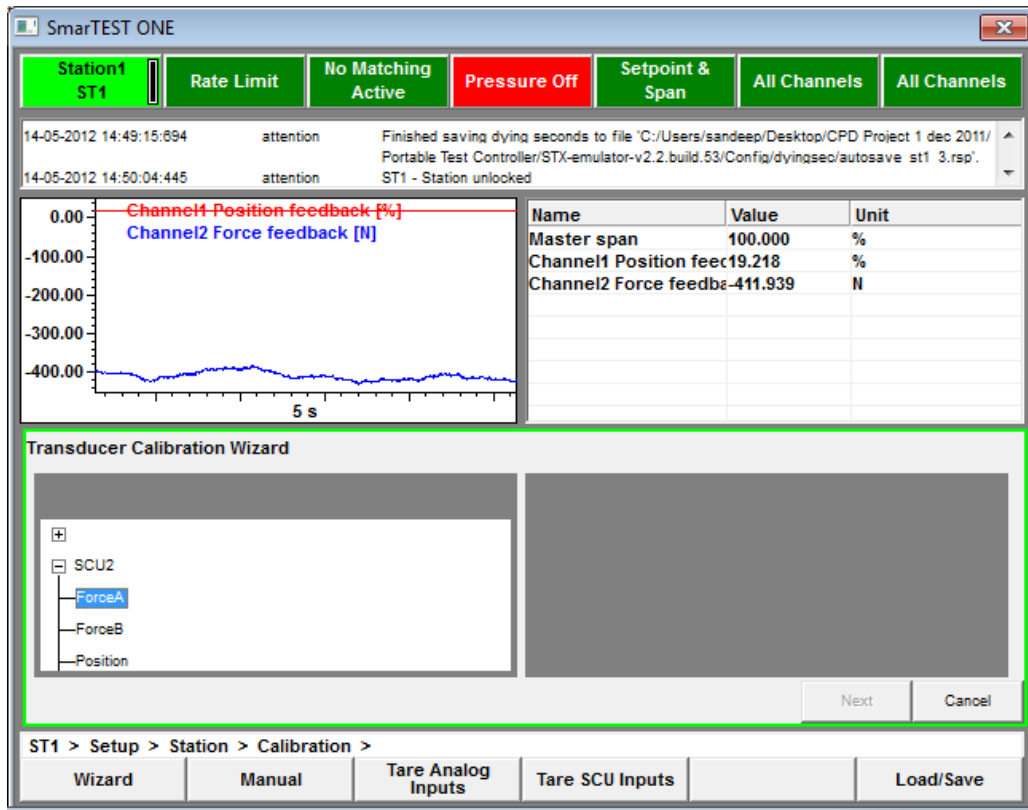 SmarTEST ONE
Station1 ST1
Rate Limit
No Matching Active
Pressure Off
Setpoint & Span
All Channels
All Channels
14-05-2012 14:49:15:694 attention Finished saving dying seconds to file 'C:/Users/sandeep/Desktop/CPD Project 1 dec 2011/
Portable Test Controller/STX-emulator-v2.2.build.53/Config/dyingsec/autosave_st1_3.rsp'.
14-05-2012 14:50:04:445 attention ST1 - Station unlocked
0.00
Channel1 Position feedback [%]
Channel2 Force feedback [N]
-100.00
-200.00
-300.00
-400.00
5 s
Name Value Unit
Master span 100.000 %
Channel1 Position feec 19.218 %
Channel2 Force feedba -411.939 N
Transducer Calibration Wizard
SCU2
ForceA
ForceB
Position
Next Cancel
ST1 > Setup > Station > Calibration >
Wizard
Manual
Tare Analog Inputs
Tare SCU Inputs
Load/Save